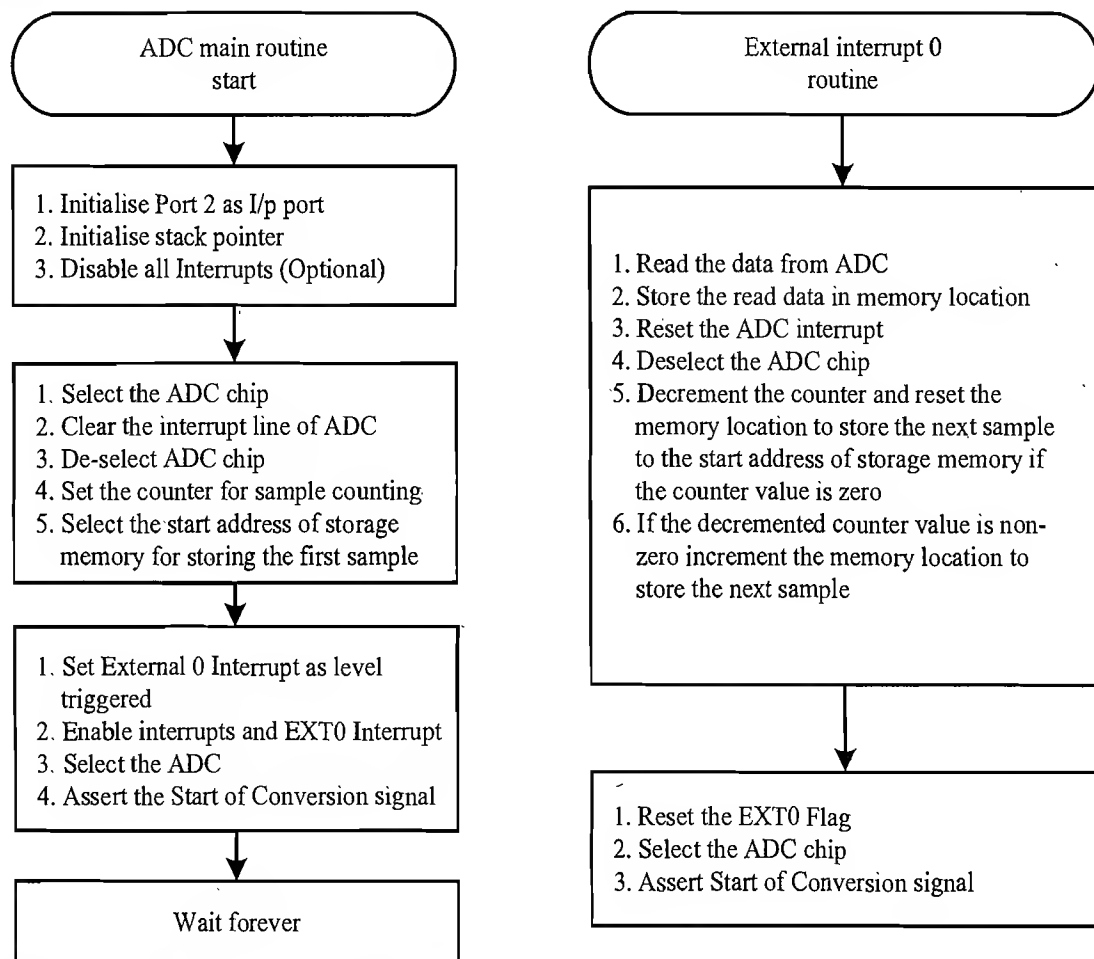 ADC main routine
start
1. Initialise Port 2 as I/p port
2. Initialise stack pointer
3. Disable all Interrupts (Optional)
1. Select the ADC chip
2. Clear the interrupt line of ADC
3. De-select ADC chip
4. Set the counter for sample counting
5. Select the start address of storage
memory for storing the first sample
1. Set External 0 Interrupt as level
triggered
2. Enable interrupts and EXT0 Interrupt
3. Select the ADC
4. Assert the Start of Conversion signal
Wait forever
External interrupt 0
routine
1. Read the data from ADC
2. Store the read data in memory location
3. Reset the ADC interrupt
4. Deselect the ADC chip
5. Decrement the counter and reset the
memory location to store the next sample
to the start address of storage memory if
the counter value is zero
6. If the decremented counter value is non-
zero increment the memory location to
store the next sample
1. Reset the EXT0 Flag
2. Select the ADC chip
3. Assert Start of Conversion signal